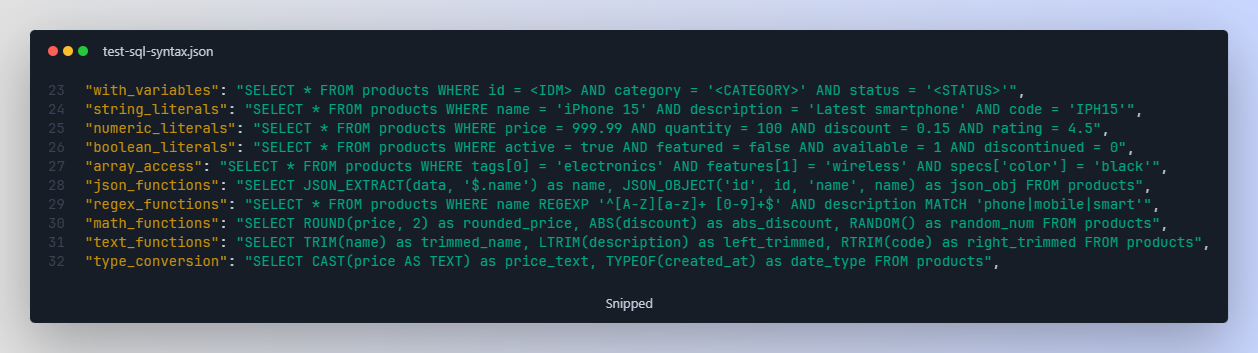 test-sql-syntax.json
23 "with_variables": "SELECT * FROM products WHERE id = <IDM> AND category = '<CATEGORY>' AND status = '<STATUS>'",
24 "string_literals": "SELECT * FROM products WHERE name = 'iPhone 15' AND description = 'Latest smartphone' AND code = 'IPH15'",
25 "numeric_literals": "SELECT * FROM products WHERE price = 999.99 AND quantity = 100 AND discount = 0.15 AND rating = 4.5",
26 "boolean_literals": "SELECT * FROM products WHERE active = true AND featured = false AND available = 1 AND discontinued = 0",
27 "array_access": "SELECT * FROM products WHERE tags[0] = 'electronics' AND features[1] = 'wireless' AND specs['color'] = 'black'",
28 "json_functions": "SELECT JSON_EXTRACT(data, '$.name') as name, JSON_OBJECT('id', id, 'name', name) as json_obj FROM products",
29 "regex_functions": "SELECT * FROM products WHERE name REGEXP '^[A-Z][a-z]+ [0-9]+$' AND description MATCH 'phone|mobile|smart'",
30 "math_functions": "SELECT ROUND(price, 2) as rounded_price, ABS(discount) as abs_discount, RANDOM() as random_num FROM products",
31 "text_functions": "SELECT TRIM(name) as trimmed_name, LTRIM(description) as left_trimmed, RTRIM(code) as right_trimmed FROM products",
32 "type_conversion": "SELECT CAST(price AS TEXT) as price_text, TYPEOF(created_at) as date_type FROM products",
Snipped